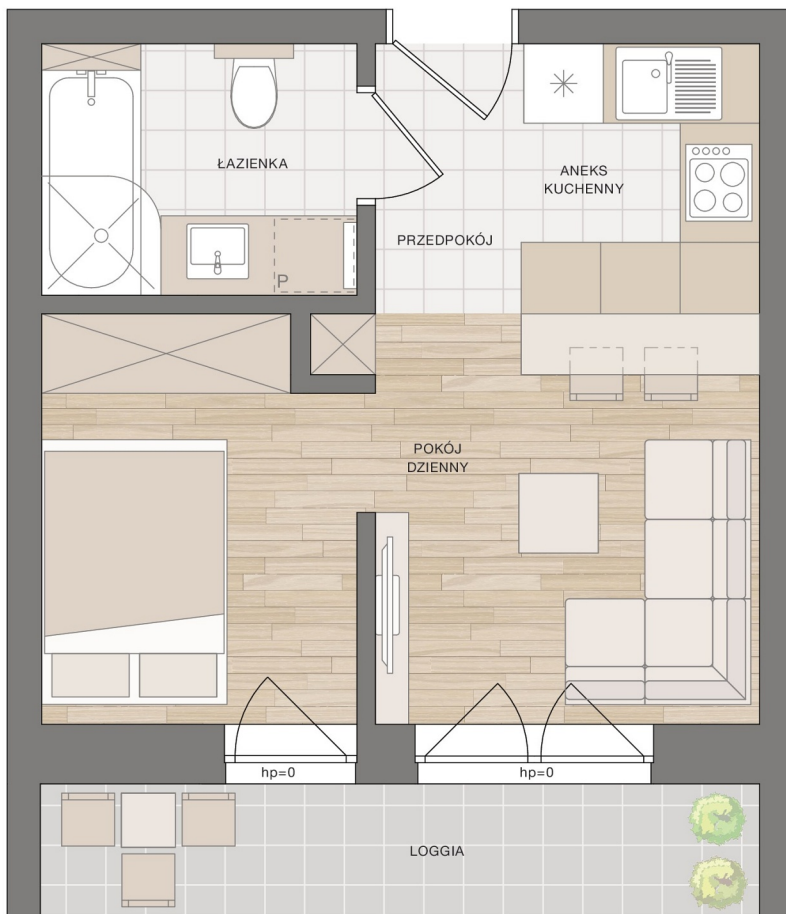 ŁAZIENKA
ANEKS
KUCHENNY
PRZEDPOKÓJ
P
POKÓJ
DZIENNY
hp=0
hp=0
LOGGIA